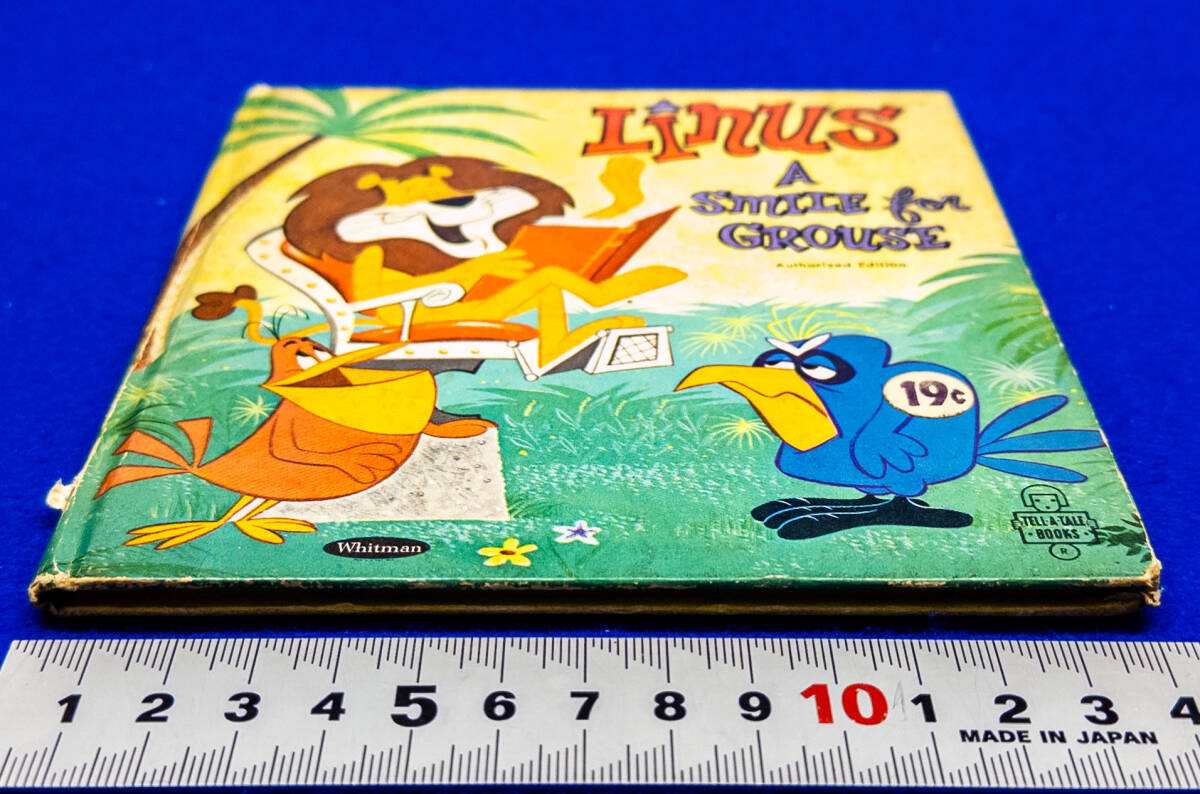 Linus
A
SMILE for
GROUSE
Authorized Edition
19¢
TELL-A-TALE
BOOKS
R
Whitman
1 2 3 4 5 6 7 8 9 10 1 2 3 4
MADE IN JAPAN